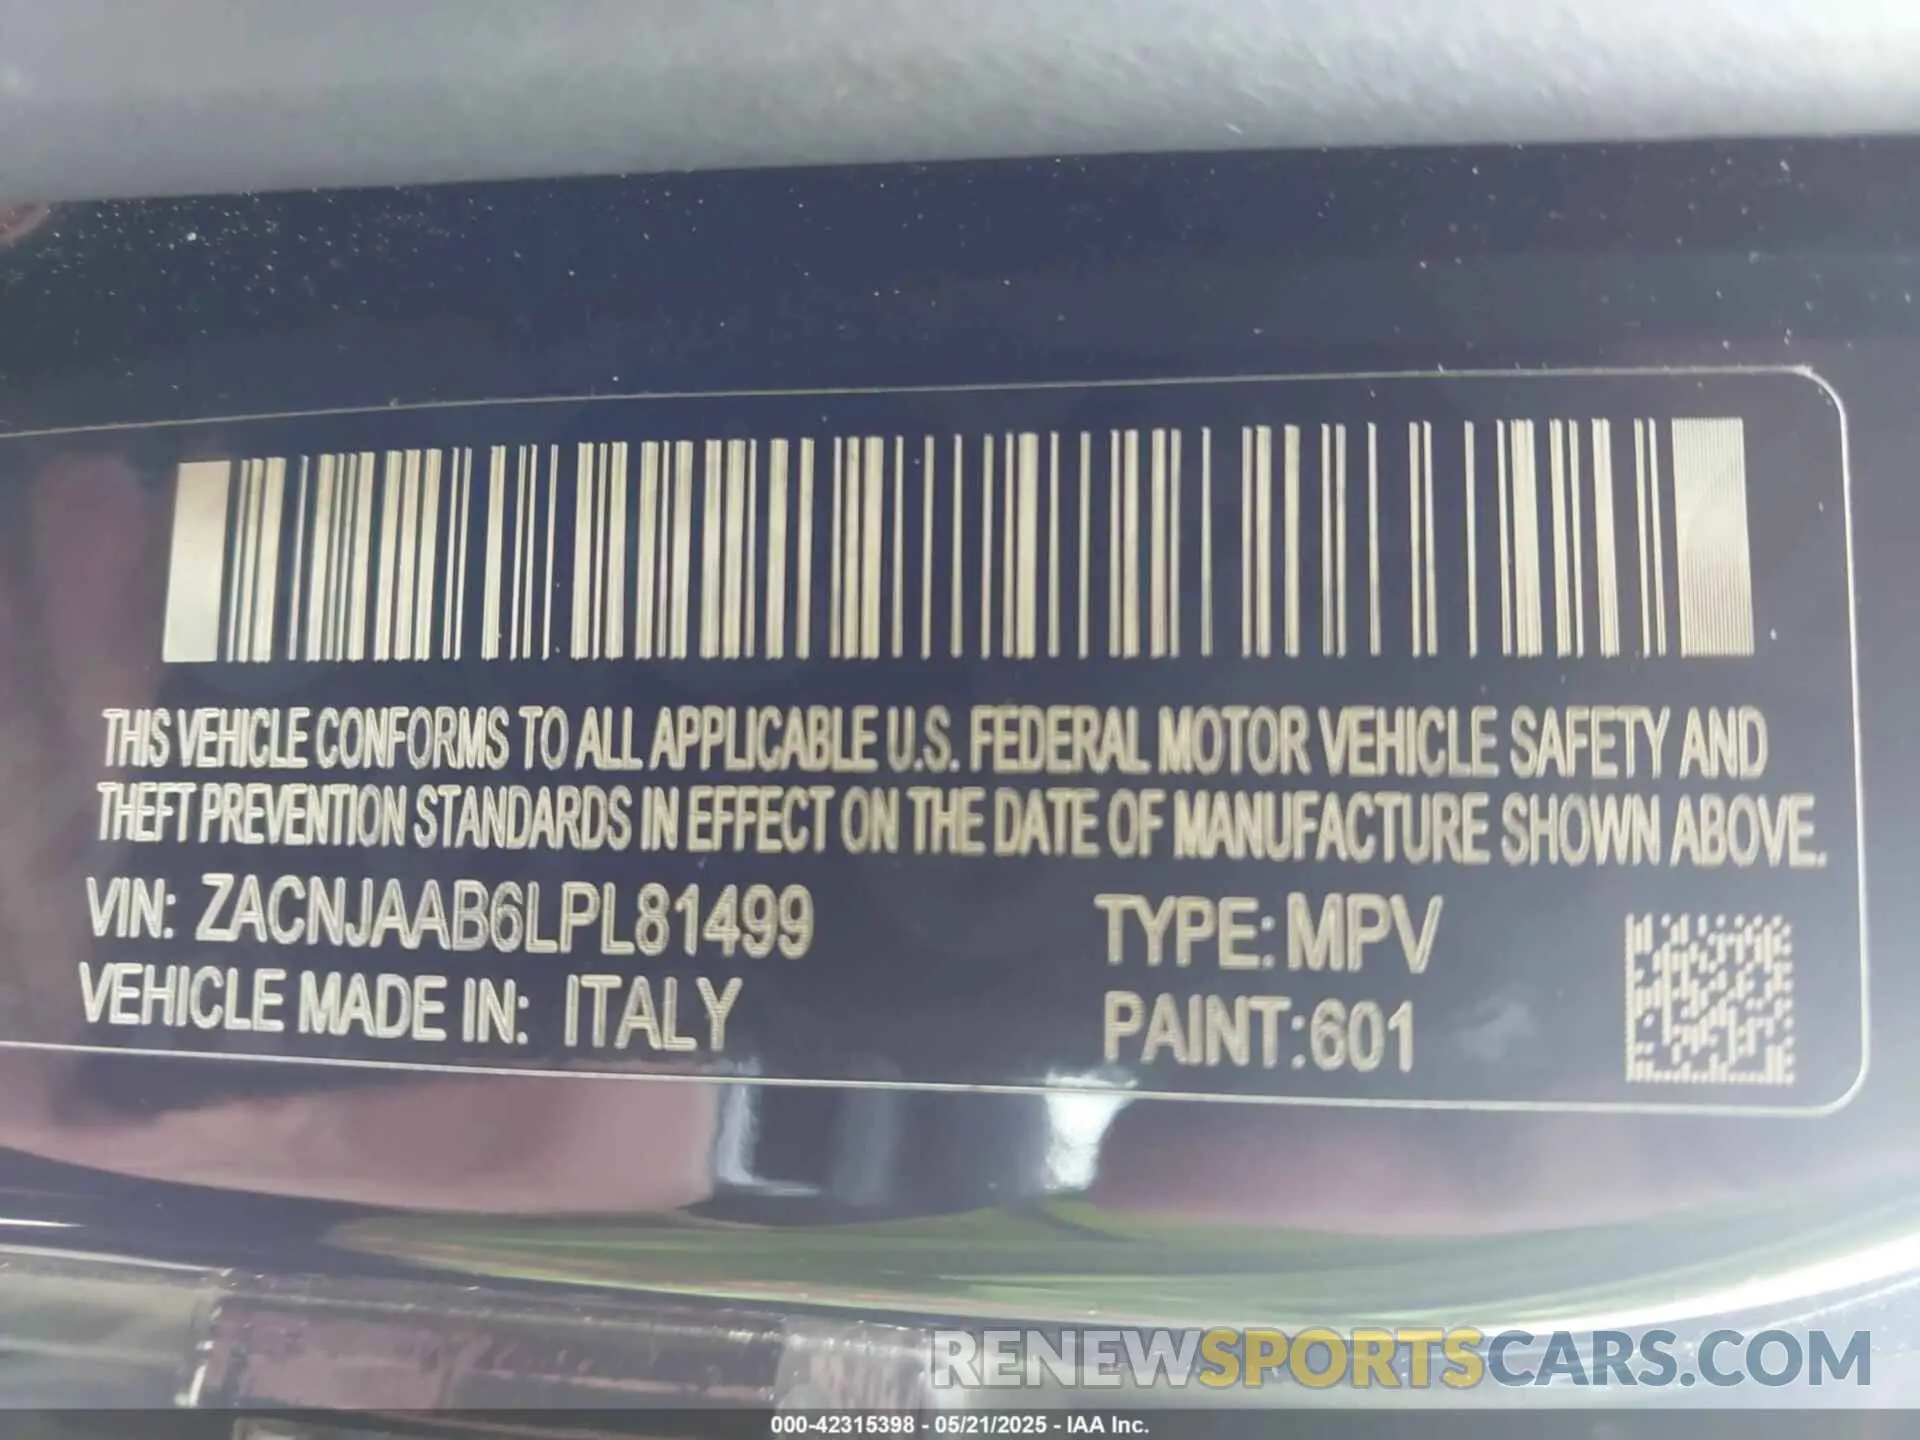 THIS VEHICLE CONFORMS TO ALL APPLICABLE U.S. FEDERAL MOTOR VEHICLE SAFETY AND
THEFT PREVENTION STANDARDS IN EFFECT ON THE DATE OF MANUFACTURE SHOWN ABOVE.
VIN: ZACNJAAB6LPL81499
TYPE: MPV
VEHICLE MADE IN: ITALY
PAINT: 601
RENEWSPORTSCARS.COM
000-42315398 - 05/21/2025 - IAA Inc.